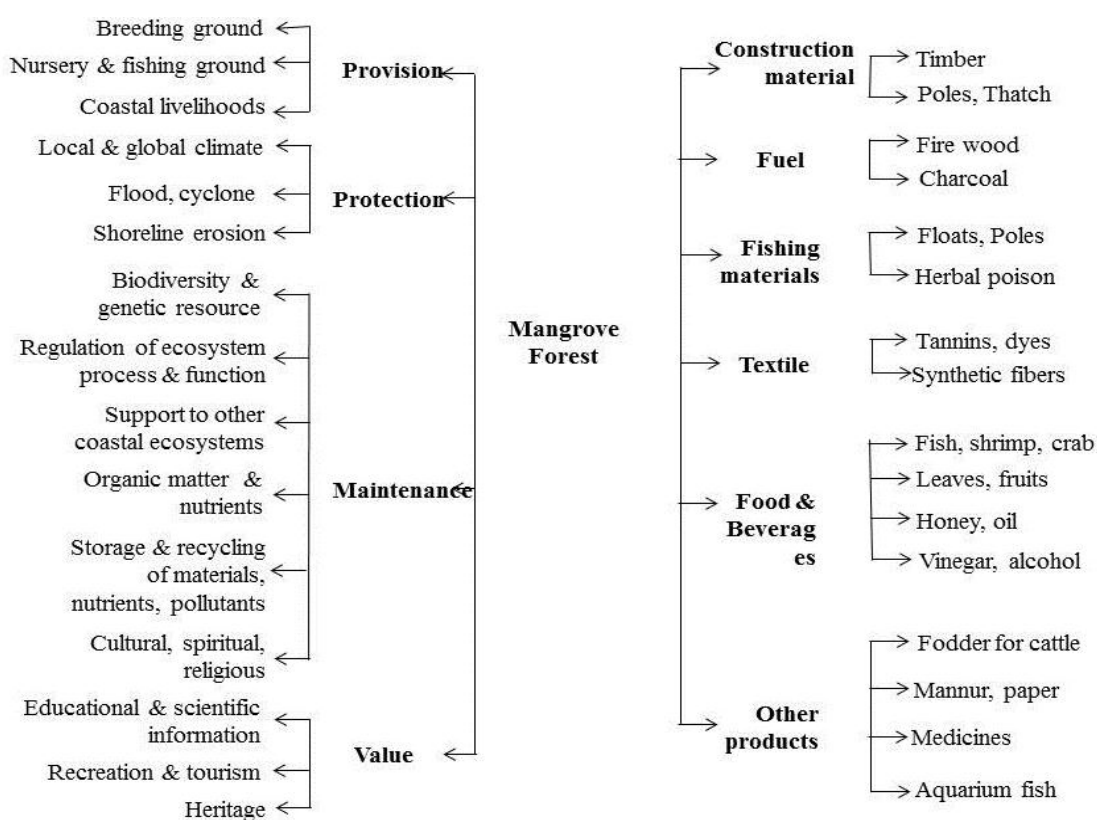 Breeding ground
Nursery & fishing ground
Coastal livelihoods
Provision
Local & global climate
Flood, cyclone
Shoreline erosion
Protection
Biodiversity &
genetic resource
Regulation of ecosystem
process & function
Support to other
coastal ecosystems
Organic matter &
nutrients
Storage & recycling
of materials,
nutrients, pollutants
Cultural, spiritual,
religious
Maintenance
Educational & scientific
information
Recreation & tourism
Heritage
Value
Mangrove
Forest
Construction
material
Timber
Poles, Thatch
Fuel
Fire wood
Charcoal
Fishing
materials
Floats, Poles
Herbal poison
Textile
Tannins, dyes
Synthetic fibers
Food &
Beverag
es
Fish, shrimp, crab
Leaves, fruits
Honey, oil
Vinegar, alcohol
Other
products
Fodder for cattle
Mannur, paper
Medicines
Aquarium fish